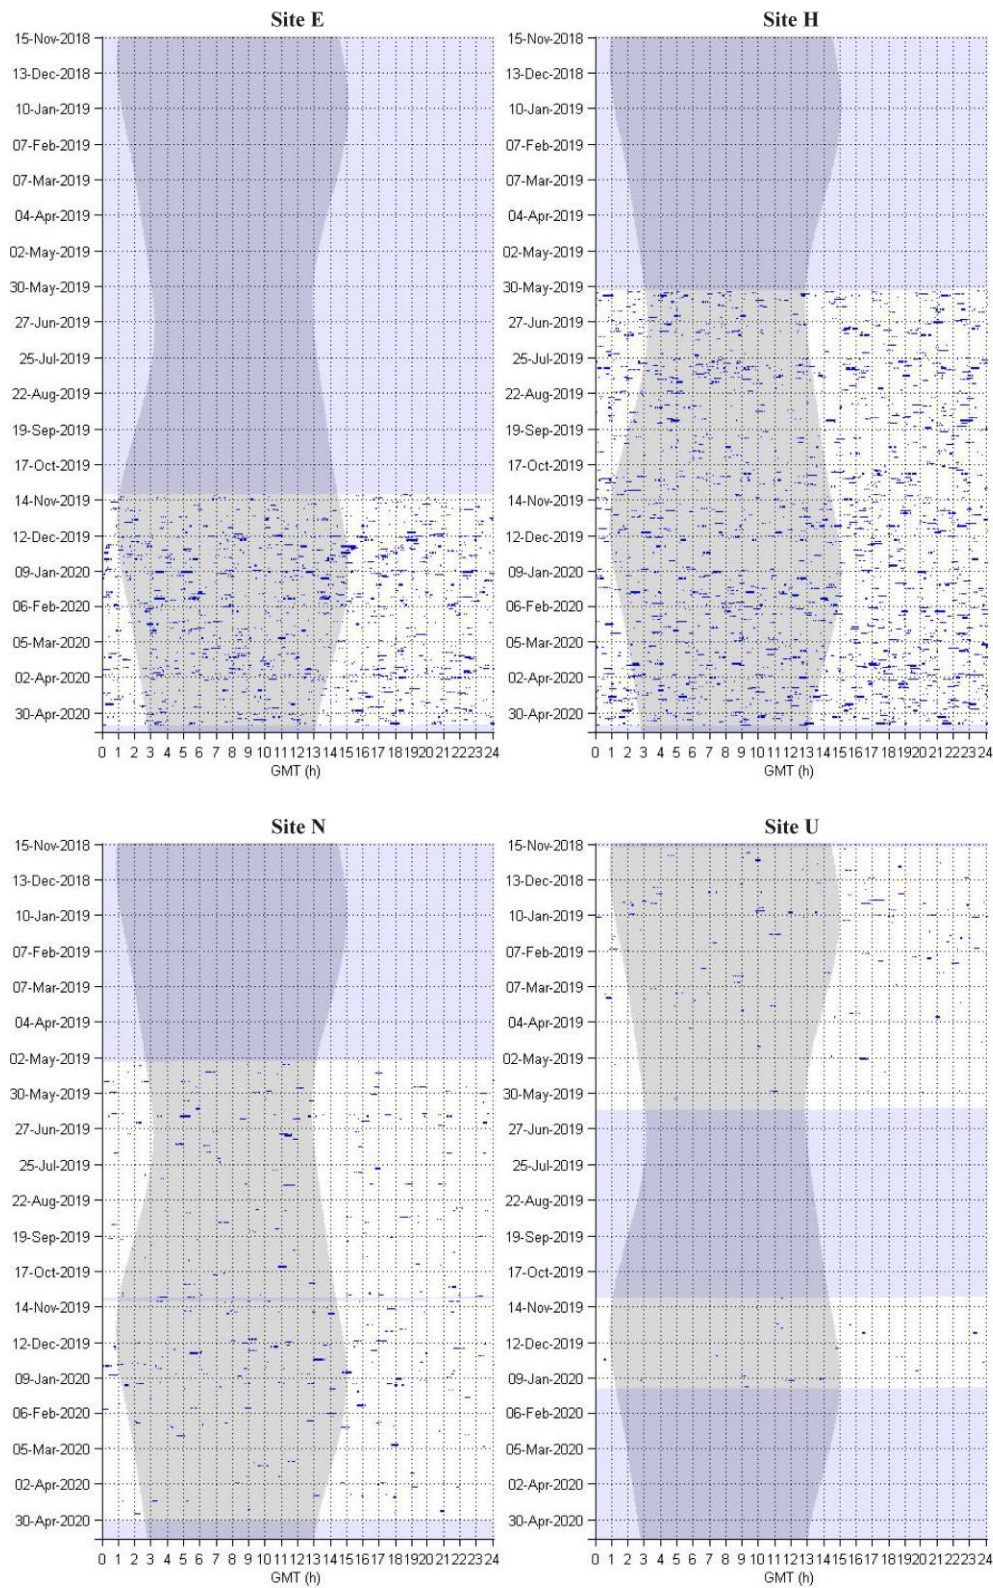 Site E
15-Nov-2018
13-Dec-2018
10-Jan-2019
07-Feb-2019
07-Mar-2019
04-Apr-2019
02-May-2019
30-May-2019
27-Jun-2019
25-Jul-2019
22-Aug-2019
19-Sep-2019
17-Oct-2019
14-Nov-2019
12-Dec-2019
09-Jan-2020
06-Feb-2020
05-Mar-2020
02-Apr-2020
30-Apr-2020
0 1 2 3 4 5 6 7 8 9 10 11 12 13 14 15 16 17 18 19 20 21 22 23 24
GMT (h)
Site H
15-Nov-2018
13-Dec-2018
10-Jan-2019
07-Feb-2019
07-Mar-2019
04-Apr-2019
02-May-2019
30-May-2019
27-Jun-2019
25-Jul-2019
22-Aug-2019
19-Sep-2019
17-Oct-2019
14-Nov-2019
12-Dec-2019
09-Jan-2020
06-Feb-2020
05-Mar-2020
02-Apr-2020
30-Apr-2020
0 1 2 3 4 5 6 7 8 9 10 11 12 13 14 15 16 17 18 19 20 21 22 23 24
GMT (h)
Site N
15-Nov-2018
13-Dec-2018
10-Jan-2019
07-Feb-2019
07-Mar-2019
04-Apr-2019
02-May-2019
30-May-2019
27-Jun-2019
25-Jul-2019
22-Aug-2019
19-Sep-2019
17-Oct-2019
14-Nov-2019
12-Dec-2019
09-Jan-2020
06-Feb-2020
05-Mar-2020
02-Apr-2020
30-Apr-2020
0 1 2 3 4 5 6 7 8 9 10 11 12 13 14 15 16 17 18 19 20 21 22 23 24
GMT (h)
Site U
15-Nov-2018
13-Dec-2018
10-Jan-2019
07-Feb-2019
07-Mar-2019
04-Apr-2019
02-May-2019
30-May-2019
27-Jun-2019
25-Jul-2019
22-Aug-2019
19-Sep-2019
17-Oct-2019
14-Nov-2019
12-Dec-2019
09-Jan-2020
06-Feb-2020
05-Mar-2020
02-Apr-2020
30-Apr-2020
0 1 2 3 4 5 6 7 8 9 10 11 12 13 14 15 16 17 18 19 20 21 22 23 24
GMT (h)